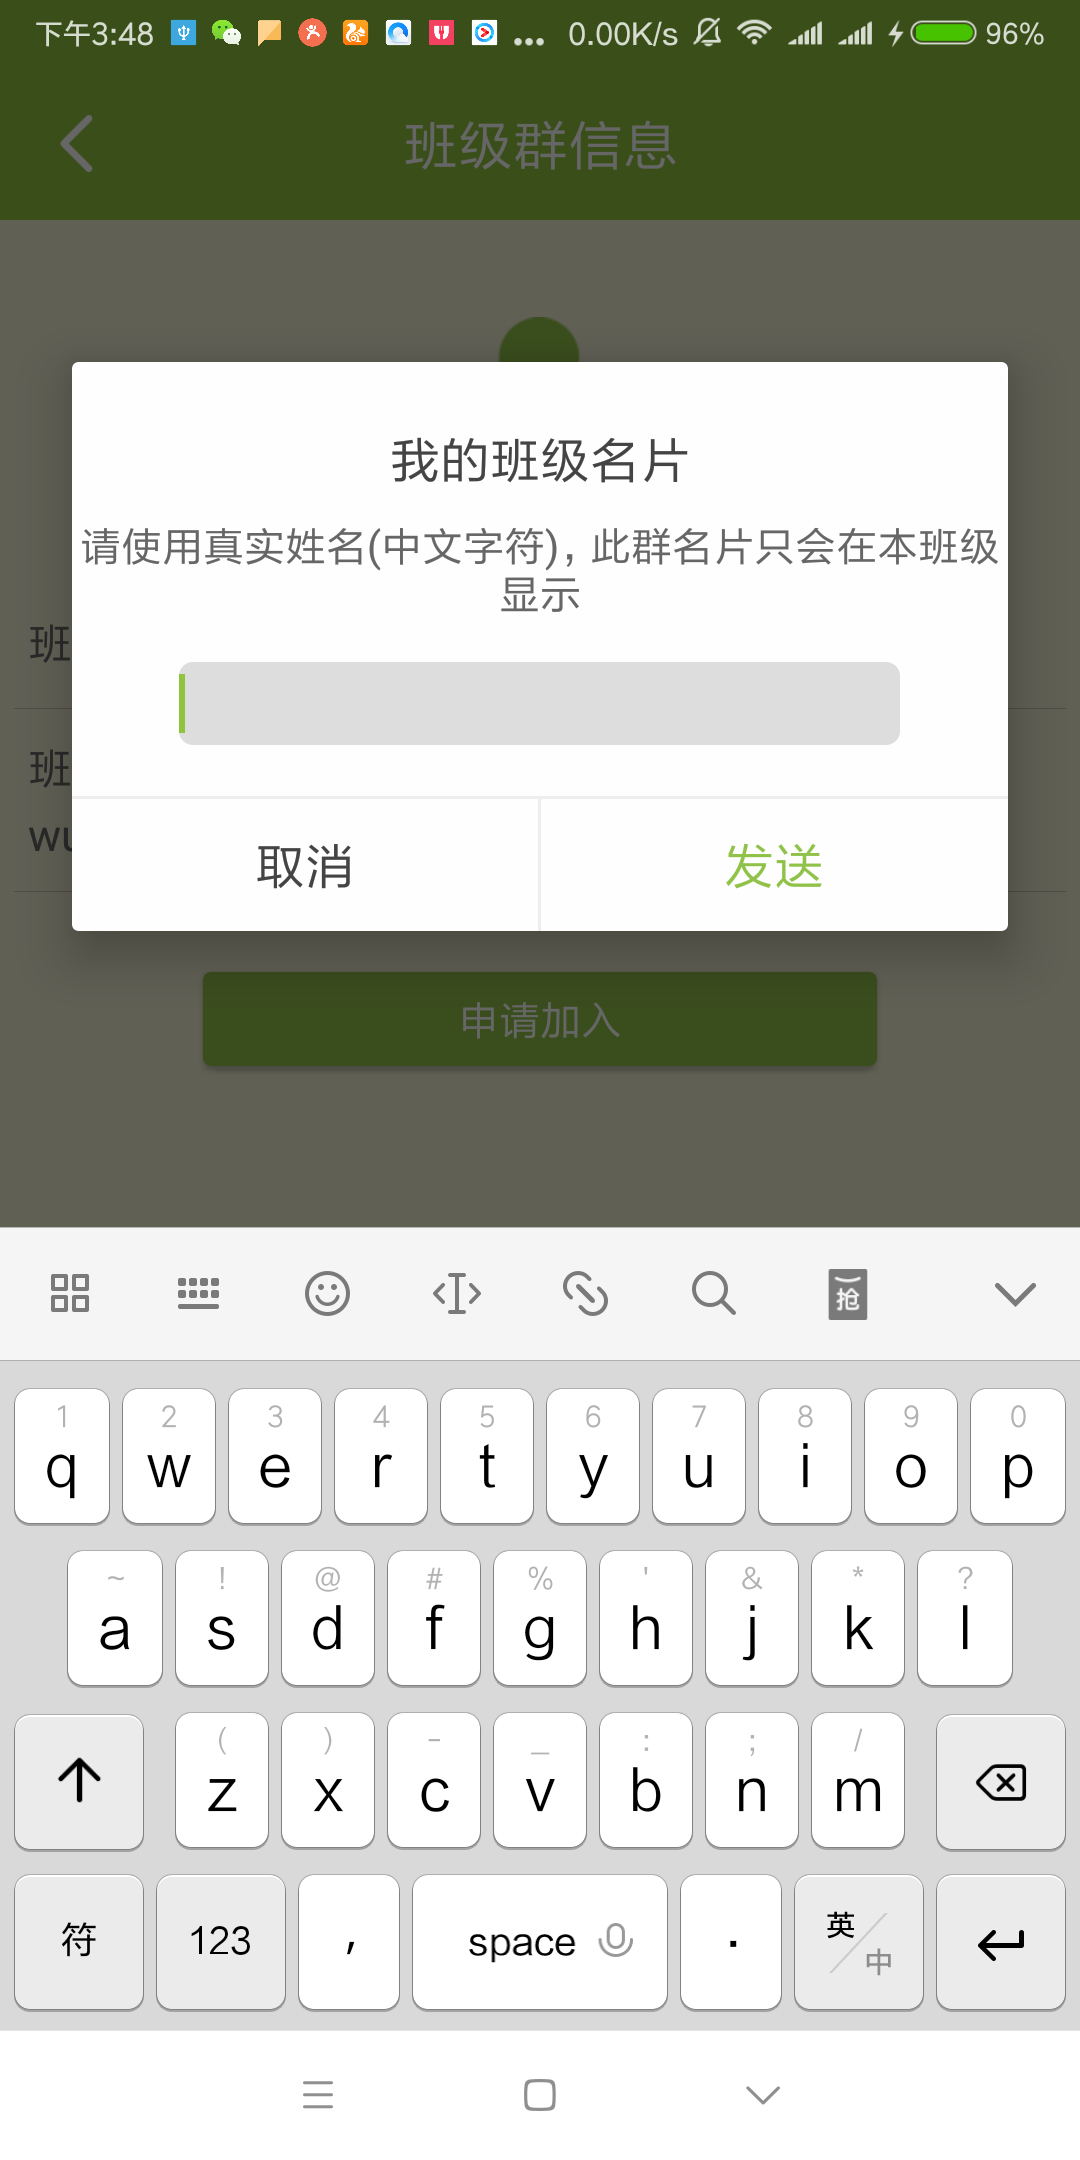 下午3:48 ... 0.00K/s 96%
班级群信息
我的班级名片
请使用真实姓名(中文字符), 此群名片只会在本班级
显示
班
班
wu
取消 发送
申请加入
抢
1 2 3 4 5 6 7 8 9 0
q w e r t y u i o p
~ ! @ # % ' & * ?
a s d f g h j k l
( ) - _ : ; /
z x c v b n m
符 123 , space . 英/中